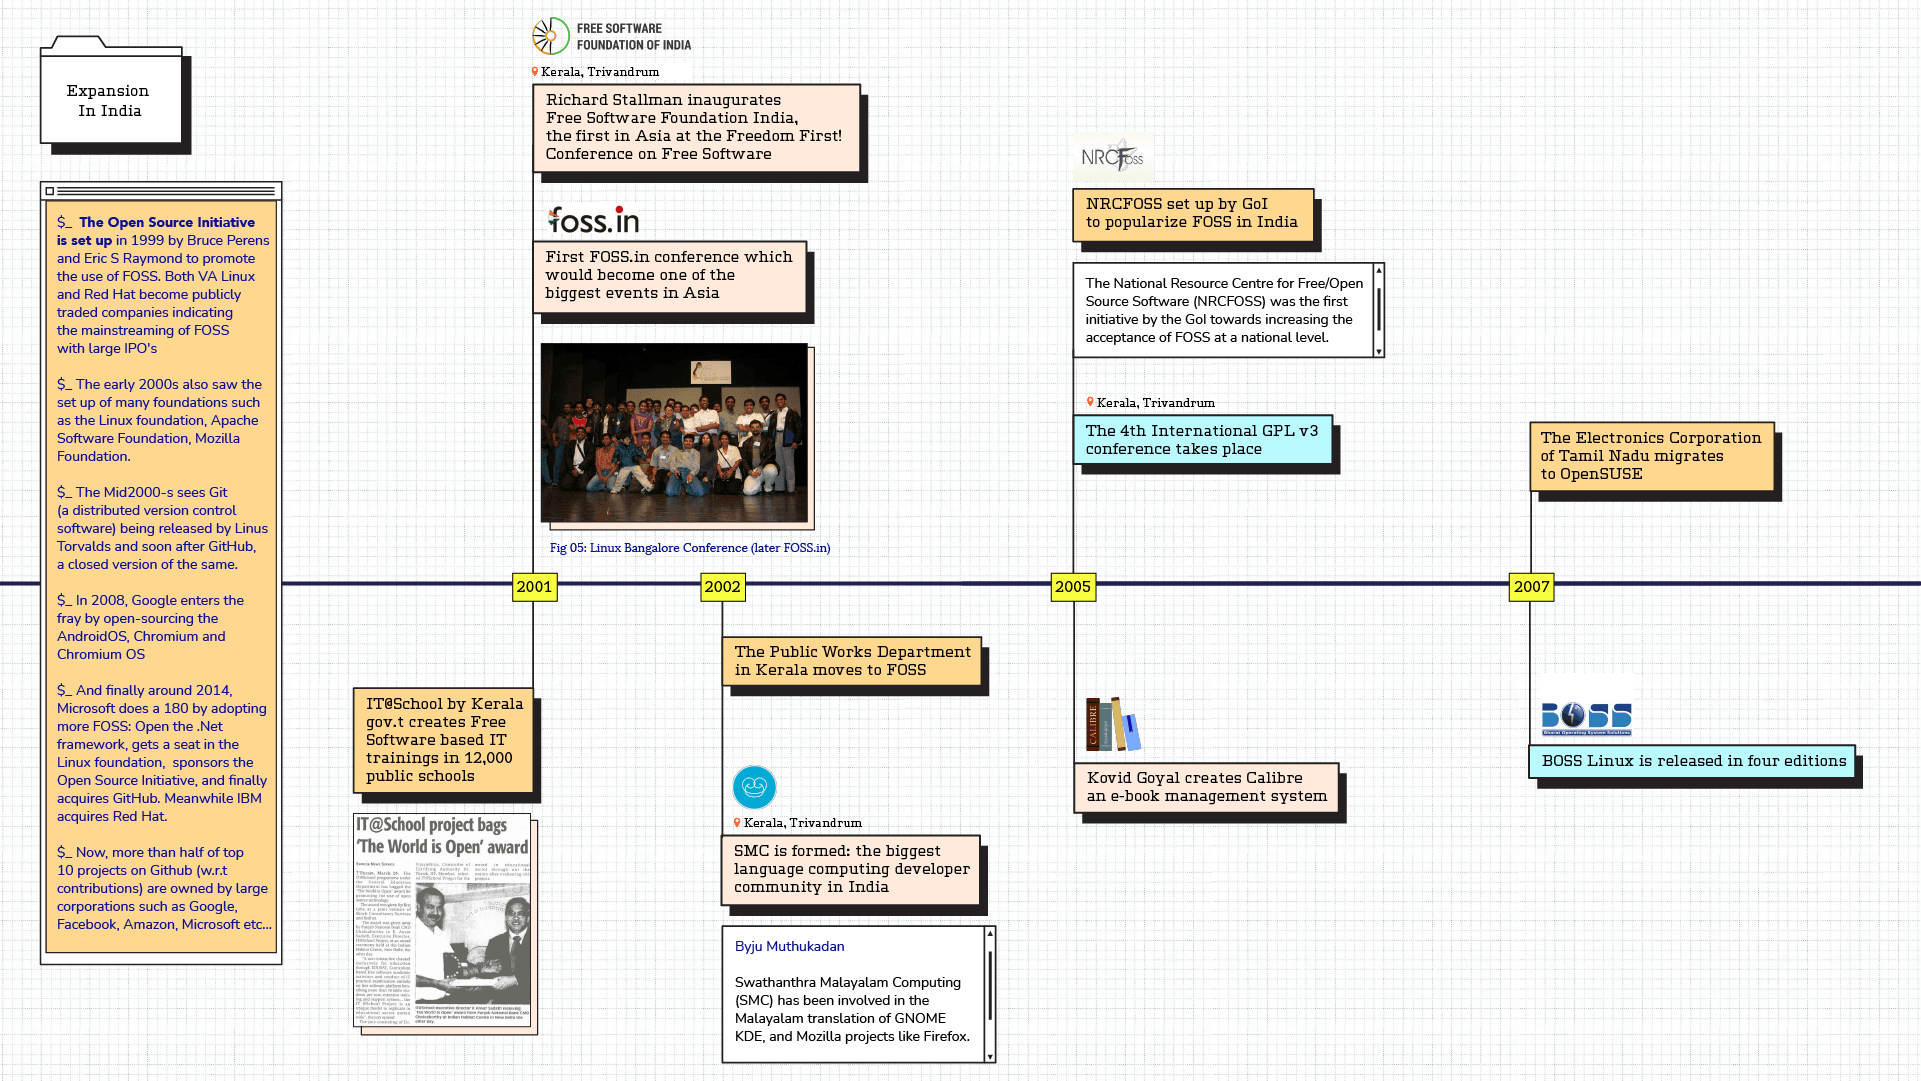 Expansion
In India
$_ The Open Source Initiative
is set up in 1999 by Bruce Perens
and Eric S Raymond to promote
the use of FOSS. Both VA Linux
and Red Hat become publicly
traded companies indicating
the mainstreaming of FOSS
with large IPO's
$_ The early 2000s also saw the
set up of many foundations such
as the Linux foundation, Apache
Software Foundation, Mozilla
Foundation.
$_ The Mid2000-s sees Git
(a distributed version control
software) being released by Linus
Torvalds and soon after GitHub,
a closed version of the same.
$_ In 2008, Google enters the
fray by open-sourcing the
AndroidOS, Chromium and
Chromium OS
$_ And finally around 2014,
Microsoft does a 180 by adopting
more FOSS: Open the .Net
framework, gets a seat in the
Linux foundation, sponsors the
Open Source Initiative, and finally
acquires GitHub. Meanwhile IBM
acquires Red Hat.
$_ Now, more than half of top
10 projects on Github (w.r.t
contributions) are owned by large
corporations such as Google,
Facebook, Amazon, Microsoft etc...
FREE SOFTWARE
FOUNDATION OF INDIA
Kerala, Trivandrum
Richard Stallman inaugurates
Free Software Foundation India,
the first in Asia at the Freedom First!
Conference on Free Software
foss.in
First FOSS.in conference which
would become one of the
biggest events in Asia
Fig 05: Linux Bangalore Conference (later FOSS.in)
2001
IT@School by Kerala
gov.t creates Free
Software based IT
trainings in 12,000
public schools
IT@School project bags
'The World is Open' award
2002
The Public Works Department
in Kerala moves to FOSS
Kerala, Trivandrum
SMC is formed: the biggest
language computing developer
community in India
Byju Muthukadan
Swathanthra Malayalam Computing
(SMC) has been involved in the
Malayalam translation of GNOME
KDE, and Mozilla projects like Firefox.
NRCFOSS
NRCFOSS set up by GoI
to popularize FOSS in India
The National Resource Centre for Free/Open
Source Software (NRCFOSS) was the first
initiative by the GoI towards increasing the
acceptance of FOSS at a national level.
Kerala, Trivandrum
The 4th International GPL v3
conference takes place
2005
CALIBRE
Kovid Goyal creates Calibre
an e-book management system
The Electronics Corporation
of Tamil Nadu migrates
to OpenSUSE
2007
BOSS
Bharat Operating System Solutions
BOSS Linux is released in four editions